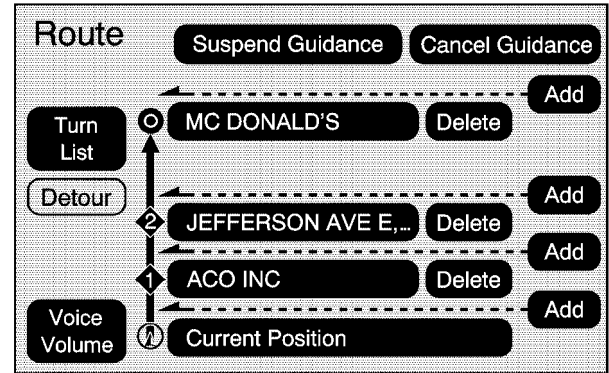 Route
Suspend Guidance
Cancel Guidance
Add
MC DONALD'S
Delete
Turn
List
Detour
Add
2
JEFFERSON AVE E,...
Delete
Add
1
ACO INC
Delete
Add
Voice
Volume
Current Position